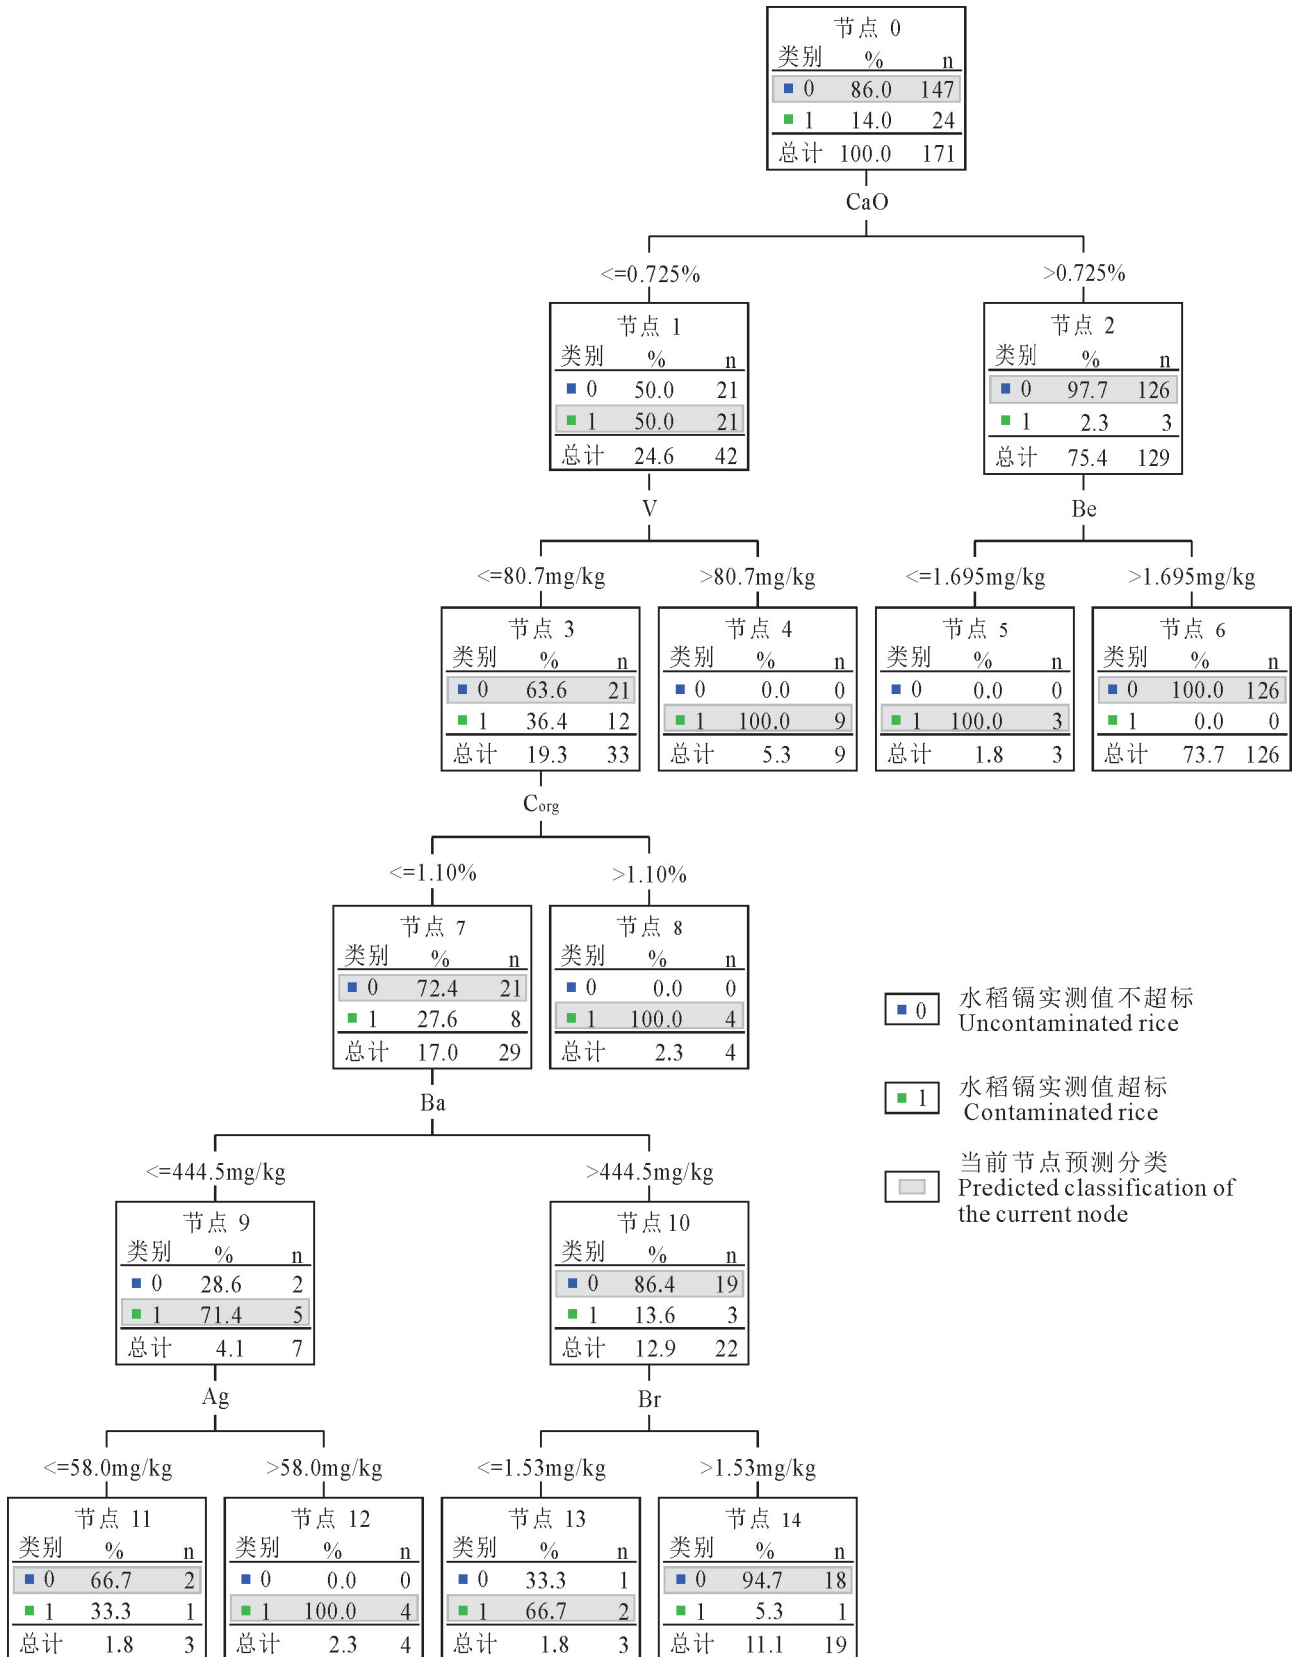 节点 0
类别 % n
0 86.0 147
1 14.0 24
总计 100.0 171
CaO
<=0.725%
>0.725%
节点 1
类别 % n
0 50.0 21
1 50.0 21
总计 24.6 42
V
节点 2
类别 % n
0 97.7 126
1 2.3 3
总计 75.4 129
Be
<=80.7mg/kg
>80.7mg/kg
<=1.695mg/kg
>1.695mg/kg
节点 3
类别 % n
0 63.6 21
1 36.4 12
总计 19.3 33
Corg
节点 4
类别 % n
0 0.0 0
1 100.0 9
总计 5.3 9
节点 5
类别 % n
0 0.0 0
1 100.0 3
总计 1.8 3
节点 6
类别 % n
0 100.0 126
1 0.0 0
总计 73.7 126
<=1.10%
>1.10%
节点 7
类别 % n
0 72.4 21
1 27.6 8
总计 17.0 29
Ba
节点 8
类别 % n
0 0.0 0
1 100.0 4
总计 2.3 4
0 水稻镉实测值不超标
Uncontaminated rice
1 水稻镉实测值超标
Contaminated rice
当前节点预测分类
Predicted classification of
the current node
<=444.5mg/kg
>444.5mg/kg
节点 9
类别 % n
0 28.6 2
1 71.4 5
总计 4.1 7
Ag
节点10
类别 % n
0 86.4 19
1 13.6 3
总计 12.9 22
Br
<=58.0mg/kg
>58.0mg/kg
<=1.53mg/kg
>1.53mg/kg
节点 11
类别 % n
0 66.7 2
1 33.3 1
总计 1.8 3
节点 12
类别 % n
0 0.0 0
1 100.0 4
总计 2.3 4
节点 13
类别 % n
0 33.3 1
1 66.7 2
总计 1.8 3
节点 14
类别 % n
0 94.7 18
1 5.3 1
总计 11.1 19